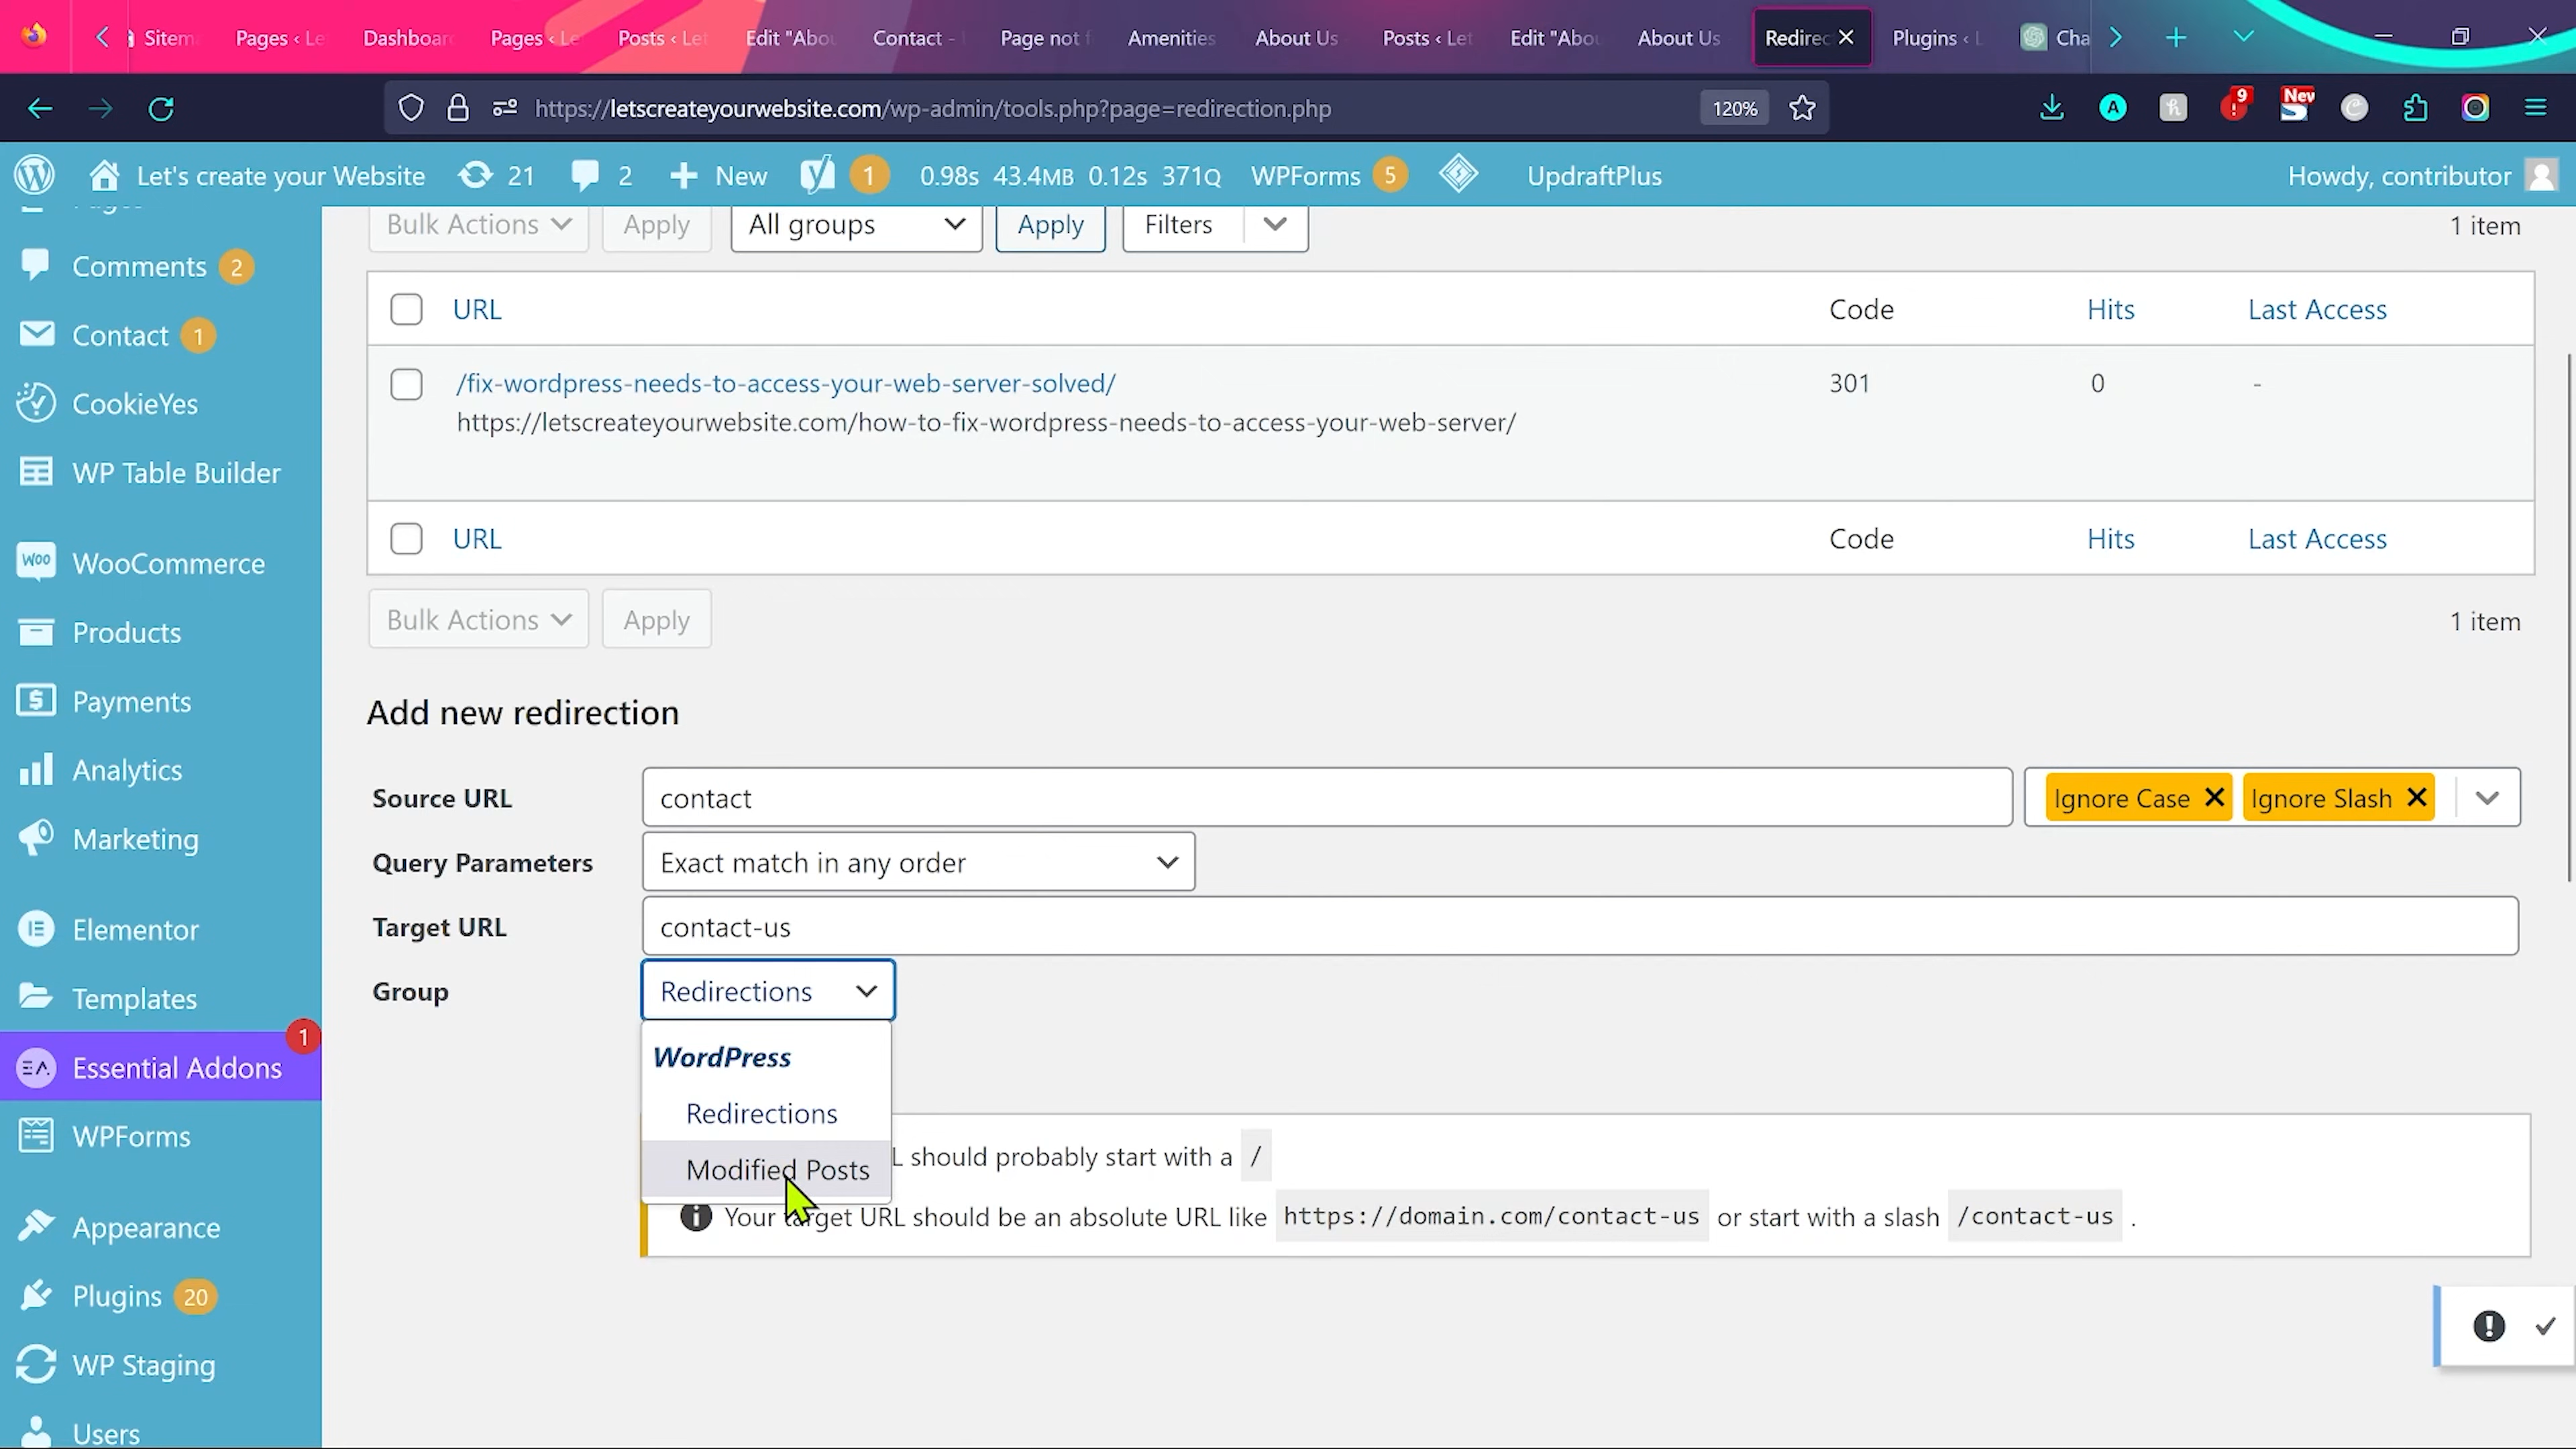 Sitem
Pages ‹ Le
Dashboar
Pages ‹ Le
Posts ‹ Let
Edit "Abou
Contact -
Page not f
Amenities
About Us
Posts ‹ Let
Edit "Abou
About Us
Redirec
Plugins ‹ L
Cha
https://letscreateyourwebsite.com/wp-admin/tools.php?page=redirection.php
120%
A
9
New
Let's create your Website
21
2
New
1
0.98s 43.4MB 0.12s 371Q
WPForms 5
UpdraftPlus
Howdy, contributor
Pages
Comments 2
Contact 1
CookieYes
WP Table Builder
Woo WooCommerce
Products
Payments
Analytics
Marketing
Elementor
Templates
1
Essential Addons
WPForms
Appearance
Plugins 20
WP Staging
Users
Bulk Actions
Apply
All groups
Apply
Filters
1 item
URL
Code
Hits
Last Access
/fix-wordpress-needs-to-access-your-web-server-solved/
301
0
-
https://letscreateyourwebsite.com/how-to-fix-wordpress-needs-to-access-your-web-server/
URL
Code
Hits
Last Access
Bulk Actions
Apply
1 item
Add new redirection
Source URL
contact
Ignore Case
Ignore Slash
Query Parameters
Exact match in any order
Target URL
contact-us
Group
Redirections
WordPress
Redirections
Modified Posts
should probably start with a /
Your target URL should be an absolute URL like https://domain.com/contact-us or start with a slash /contact-us .